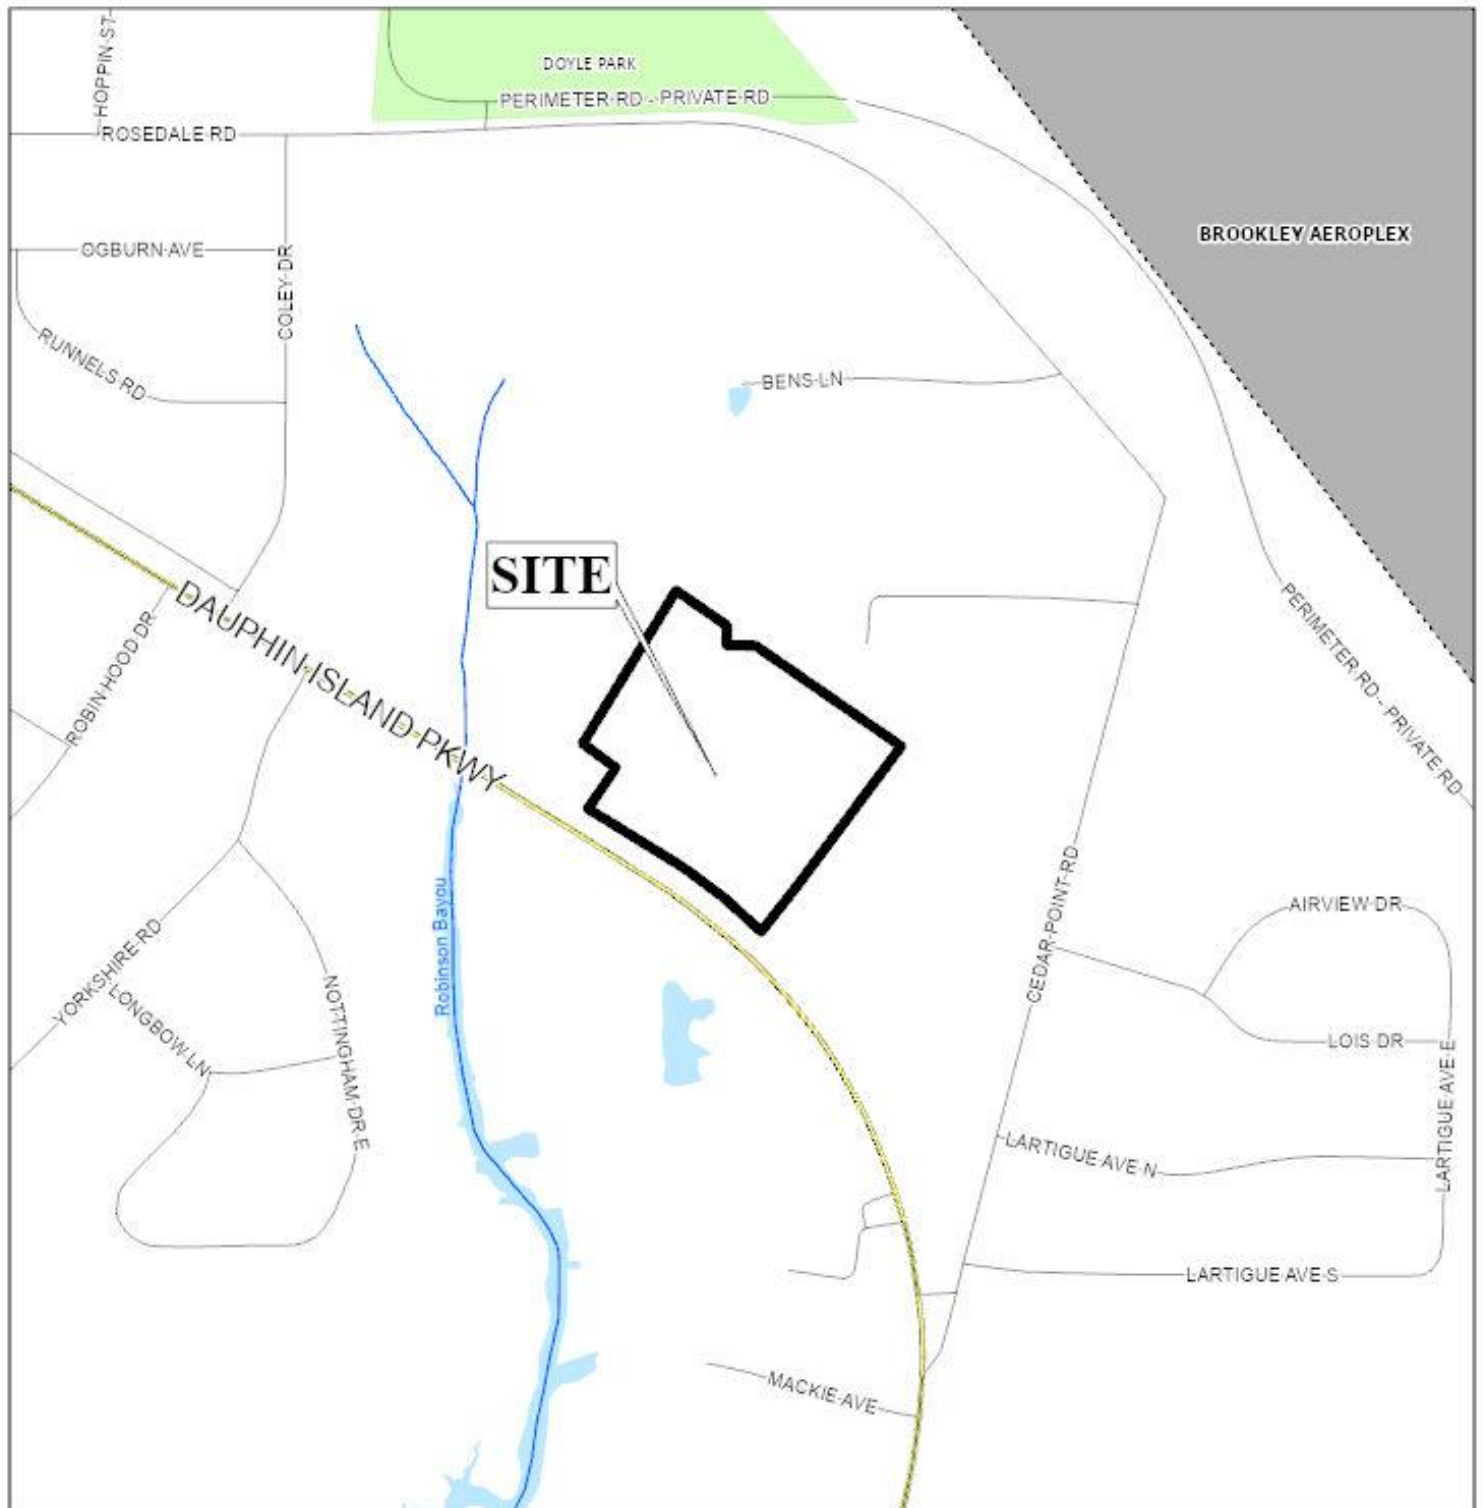 HOPPIN ST
DOYLE PARK
PERIMETER RD - PRIVATE RD
ROSEDALE RD
BROOKLEY AEROPLEX
OGBURN AVE
COLEY DR
RUNNELS RD
BENS LN
SITE
DAUPHIN ISLAND PKWY
ROBIN HOOD DR
PERIMETER RD - PRIVATE RD
CEDAR POINT RD
AIRVIEW DR
Robinson Bayou
YORKSHIRE RD
LONGBOW LN
NOTTINGHAM DR E
LOIS DR
LARTIGUE AVE E
LARTIGUE AVE N
LARTIGUE AVE S
MACKIE AVE